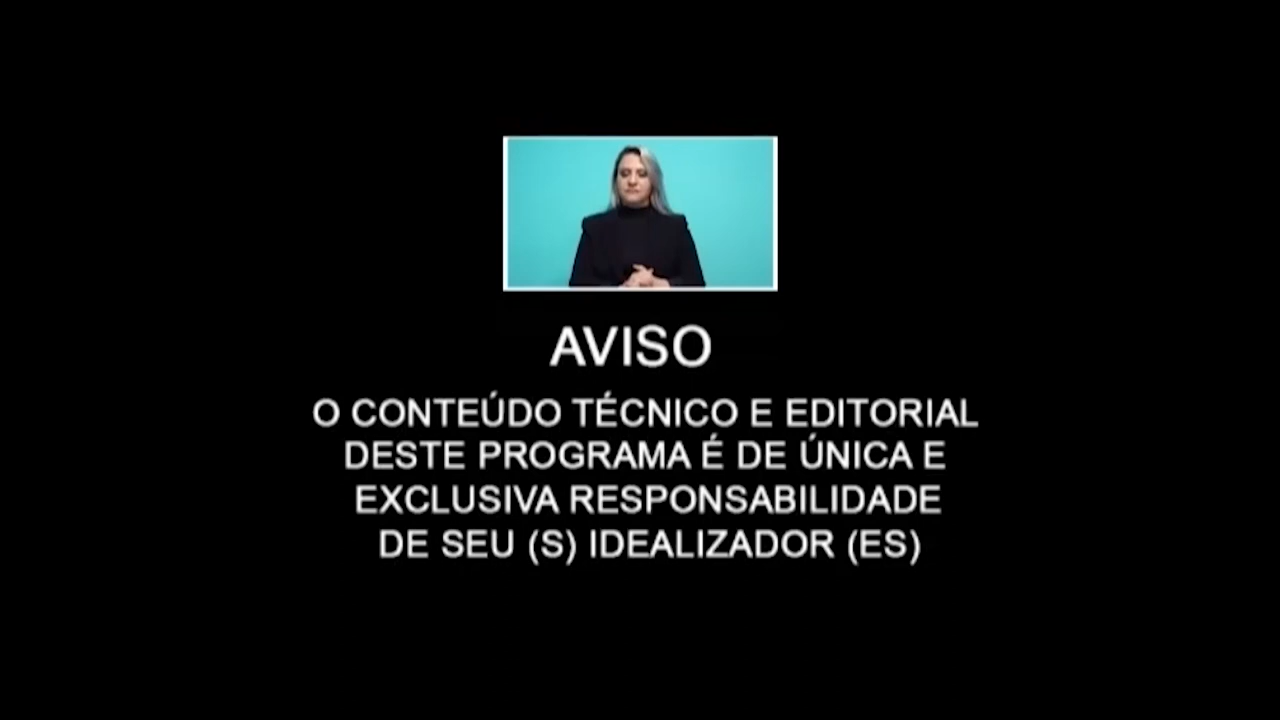 AVISO
O CONTEÚDO TÉCNICO E EDITORIAL
DESTE PROGRAMA É DE ÚNICA E
EXCLUSIVA RESPONSABILIDADE
DE SEU (S) IDEALIZADOR (ES)